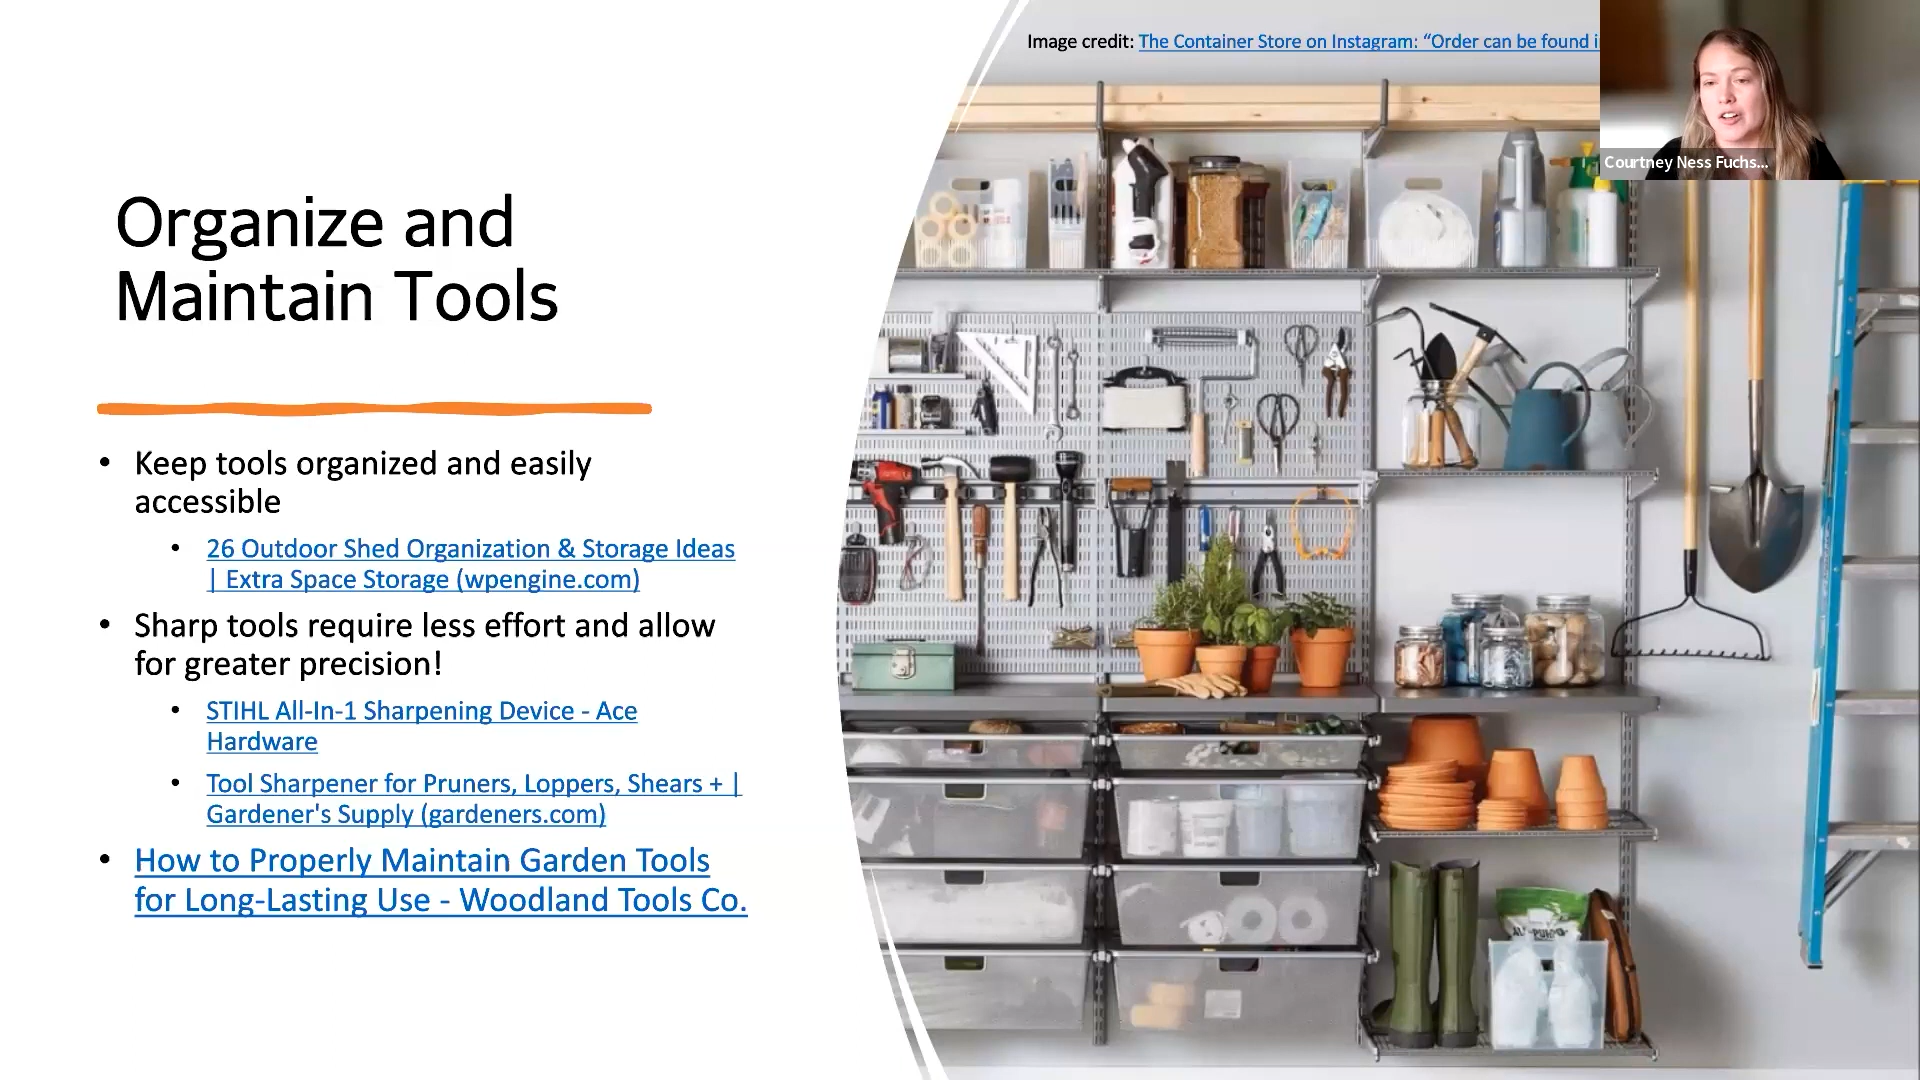 Image credit: The Container Store on Instagram: “Order can be found i
Courtney Ness Fuchs...
Organize and
Maintain Tools
• Keep tools organized and easily
accessible
• 26 Outdoor Shed Organization & Storage Ideas
| Extra Space Storage (wpengine.com)
• Sharp tools require less effort and allow
for greater precision!
• STIHL All-In-1 Sharpening Device - Ace
Hardware
• Tool Sharpener for Pruners, Loppers, Shears + |
Gardener's Supply (gardeners.com)
• How to Properly Maintain Garden Tools
for Long-Lasting Use - Woodland Tools Co.